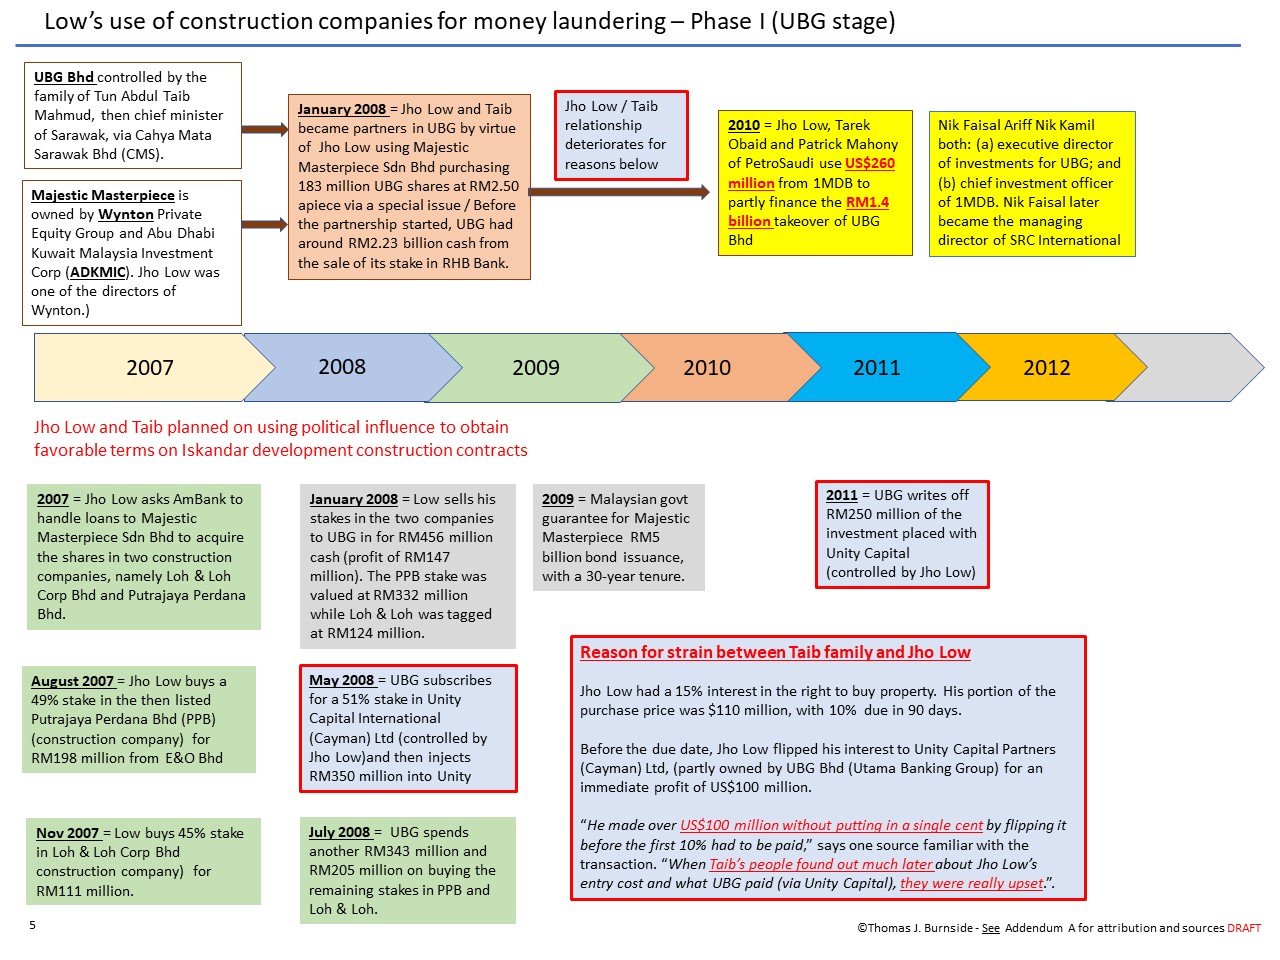 Low's use of construction companies for money laundering – Phase I (UBG stage)
UBG Bhd controlled by the
family of Tun Abdul Taib
Mahmud, then chief minister
of Sarawak, via Cahya Mata
Sarawak Bhd (CMS).
Majestic Masterpiece is
owned by Wynton Private
Equity Group and Abu Dhabi
Kuwait Malaysia Investment
Corp (ADKMIC). Jho Low was
one of the directors of
Wynton.)
January 2008 = Jho Low and Taib
became partners in UBG by virtue
of Jho Low using Majestic
Masterpiece Sdn Bhd purchasing
183 million UBG shares at RM2.50
apiece via a special issue / Before
the partnership started, UBG had
around RM2.23 billion cash from
the sale of its stake in RHB Bank.
Jho Low / Taib
relationship
deteriorates for
reasons below
2010 = Jho Low, Tarek
Obaid and Patrick Mahony
of PetroSaudi use US$260
million from 1MDB to
partly finance the RM1.4
billion takeover of UBG
Bhd
Nik Faisal Ariff Nik Kamil
both: (a) executive director
of investments for UBG; and
(b) chief investment officer
of 1MDB. Nik Faisal later
became the managing
director of SRC International
2007
2008
2009
2010
2011
2012
Jho Low and Taib planned on using political influence to obtain
favorable terms on Iskandar development construction contracts
2007 = Jho Low asks AmBank to
handle loans to Majestic
Masterpiece Sdn Bhd to acquire
the shares in two construction
companies, namely Loh & Loh
Corp Bhd and Putrajaya Perdana
Bhd.
August 2007 = Jho Low buys a
49% stake in the then listed
Putrajaya Perdana Bhd (PPB)
(construction company) for
RM198 million from E&O Bhd
Nov 2007 = Low buys 45% stake
in Loh & Loh Corp Bhd
construction company) for
RM111 million.
January 2008 = Low sells his
stakes in the two companies
to UBG in for RM456 million
cash (profit of RM147
million). The PPB stake was
valued at RM332 million
while Loh & Loh was tagged
at RM124 million.
May 2008 = UBG subscribes
for a 51% stake in Unity
Capital International
(Cayman) Ltd (controlled by
Jho Low)and then injects
RM350 million into Unity
July 2008 = UBG spends
another RM343 million and
RM205 million on buying the
remaining stakes in PPB and
Loh & Loh.
2009 = Malaysian govt
guarantee for Majestic
Masterpiece RM5
billion bond issuance,
with a 30-year tenure.
2011 = UBG writes off
RM250 million of the
investment placed with
Unity Capital
(controlled by Jho Low)
Reason for strain between Taib family and Jho Low
Jho Low had a 15% interest in the right to buy property. His portion of the
purchase price was $110 million, with 10% due in 90 days.
Before the due date, Jho Low flipped his interest to Unity Capital Partners
(Cayman) Ltd, (partly owned by UBG Bhd (Utama Banking Group) for an
immediate profit of US$100 million.
“He made over US$100 million without putting in a single cent by flipping it
before the first 10% had to be paid,” says one source familiar with the
transaction. “When Taib’s people found out much later about Jho Low’s
entry cost and what UBG paid (via Unity Capital), they were really upset.”.
5
©Thomas J. Burnside - See Addendum A for attribution and sources DRAFT